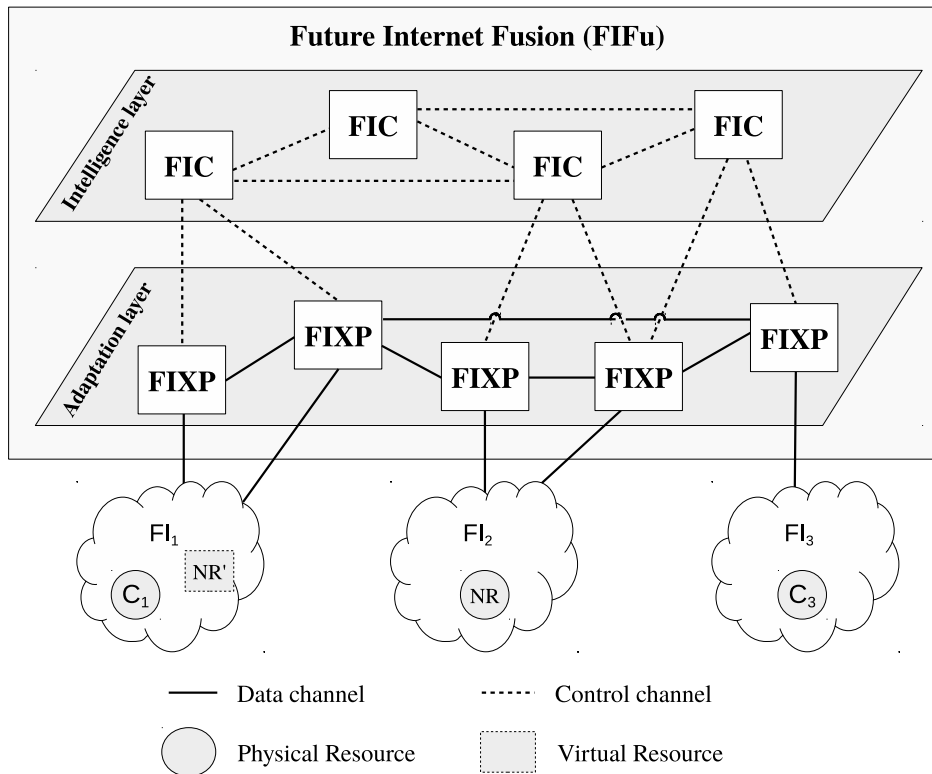 Future Internet Fusion (FIFu)
Intelligence layer
FIC
FIC
FIC
FIC
Adaptation layer
FIXP
FIXP
FIXP
FIXP
FIXP
FI₁
NR'
C₁
FI₂
NR
FI₃
C₃
Data channel
Control channel
Physical Resource
Virtual Resource